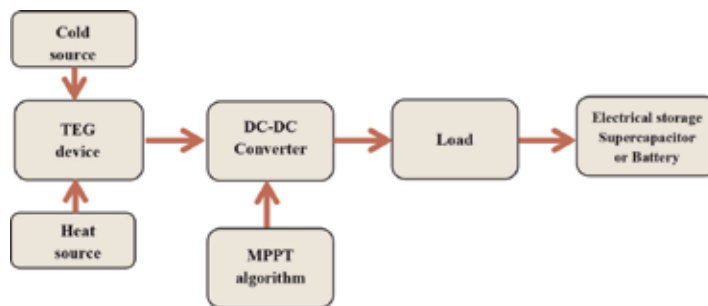 Cold
source
TEG
device
Heat
source
DC-DC
Converter
MPPT
algorithm
Load
Electrical storage
Supercapacitor
or Battery